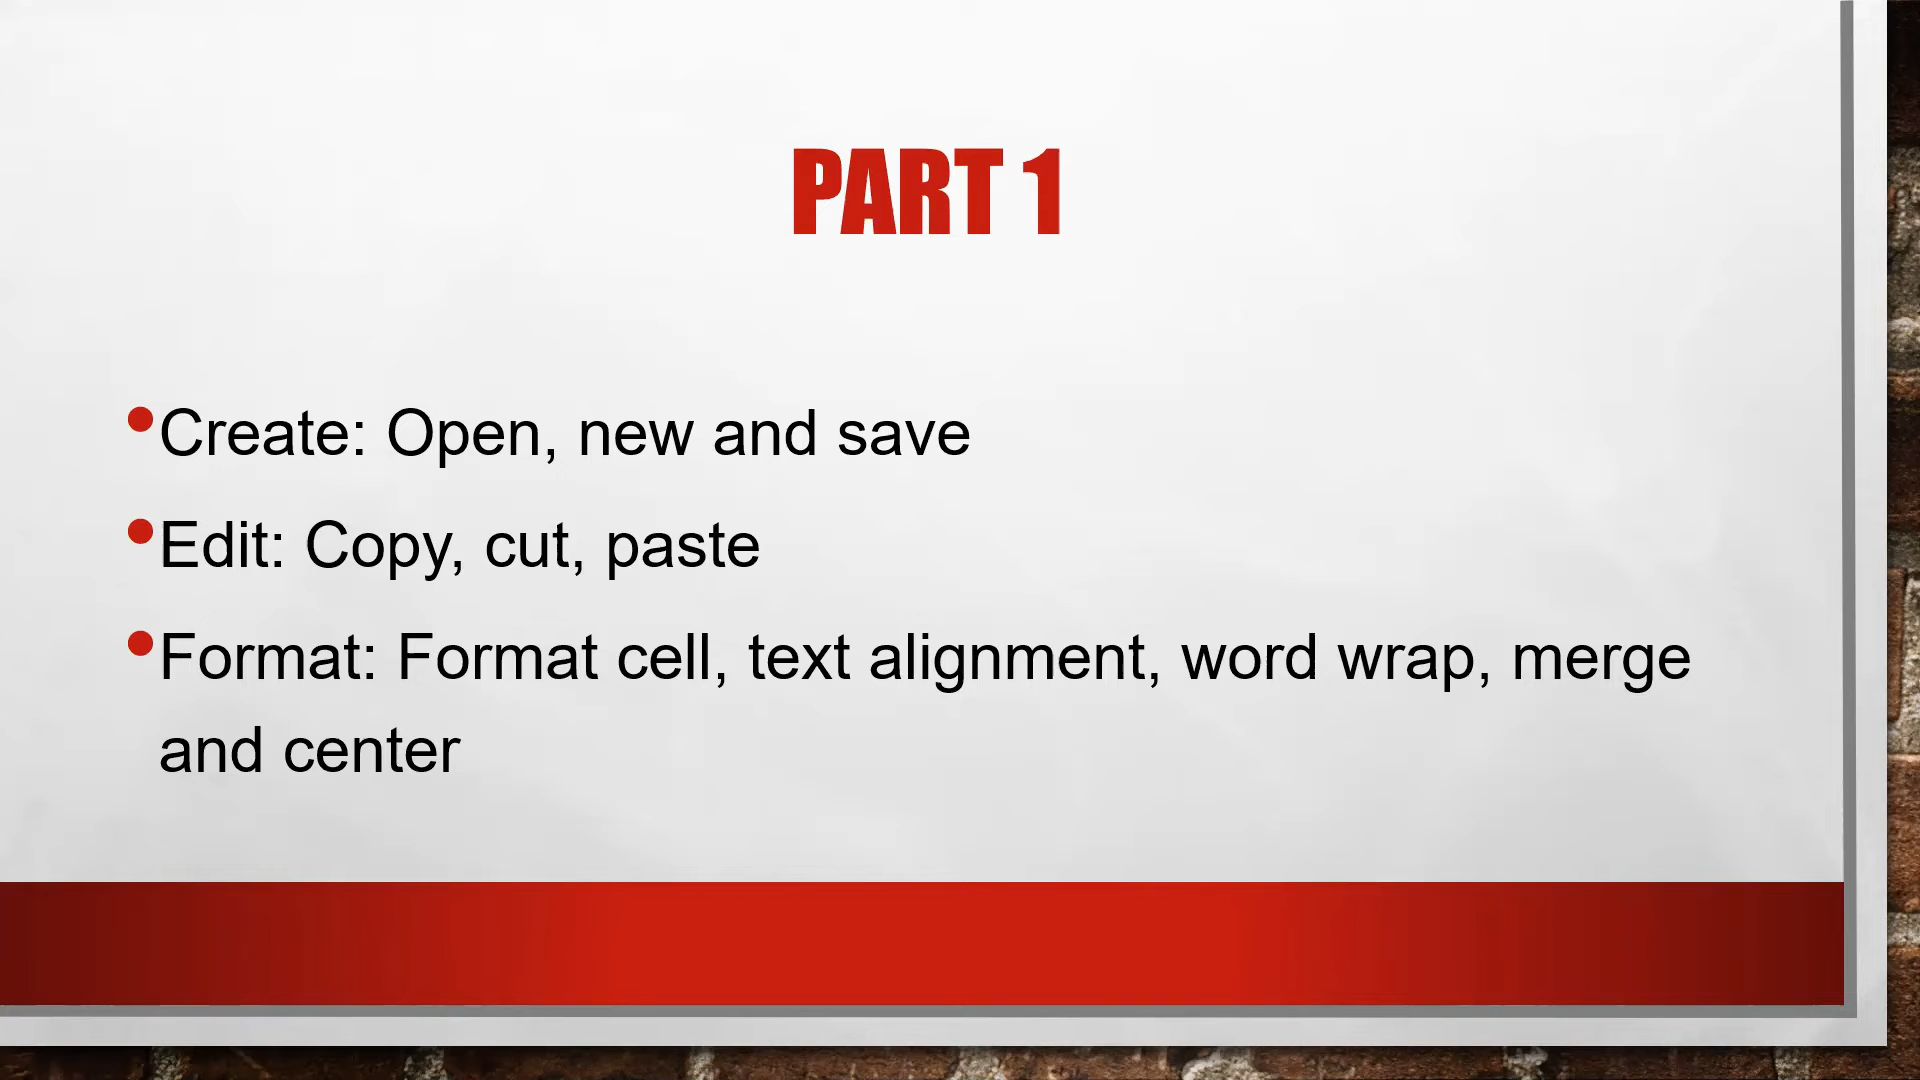 PART 1
•Create: Open, new and save
•Edit: Copy, cut, paste
•Format: Format cell, text alignment, word wrap, merge
and center